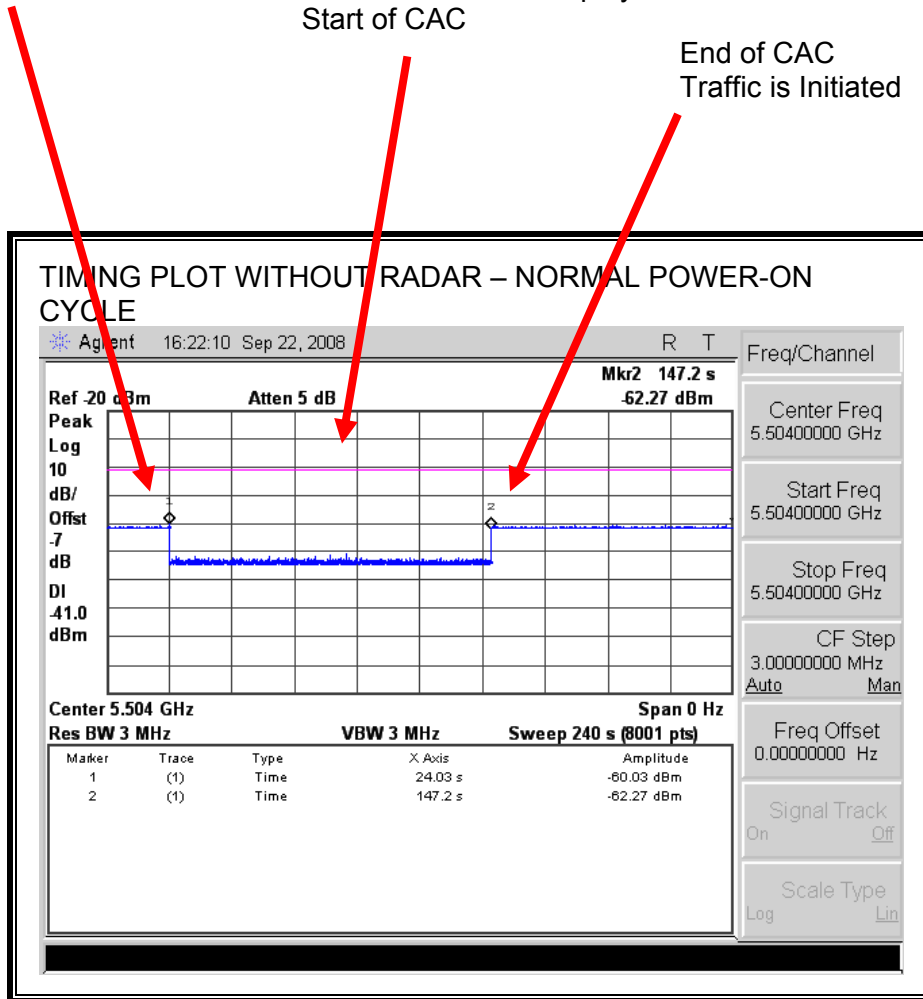 Start of CAC
End of CAC
Traffic is Initiated
TIMING PLOT WITHOUT RADAR – NORMAL POWER-ON
CYCLE
Agilent 16:22:10 Sep 22, 2008 R T
Mkr2 147.2 s
Ref -20 dBm Atten 5 dB -62.27 dBm
Peak
Log
10
dB/
Offst
-7
dB
DI
-41.0
dBm
1
2
Center 5.504 GHz Span 0 Hz
Res BW 3 MHz VBW 3 MHz Sweep 240 s (8001 pts)
Marker Trace Type X Axis Amplitude
1 (1) Time 24.03 s -60.03 dBm
2 (1) Time 147.2 s -62.27 dBm
Freq/Channel
Center Freq
5.50400000 GHz
Start Freq
5.50400000 GHz
Stop Freq
5.50400000 GHz
CF Step
3.00000000 MHz
Auto Man
Freq Offset
0.00000000 Hz
Signal Track
On Off
Scale Type
Log Lin